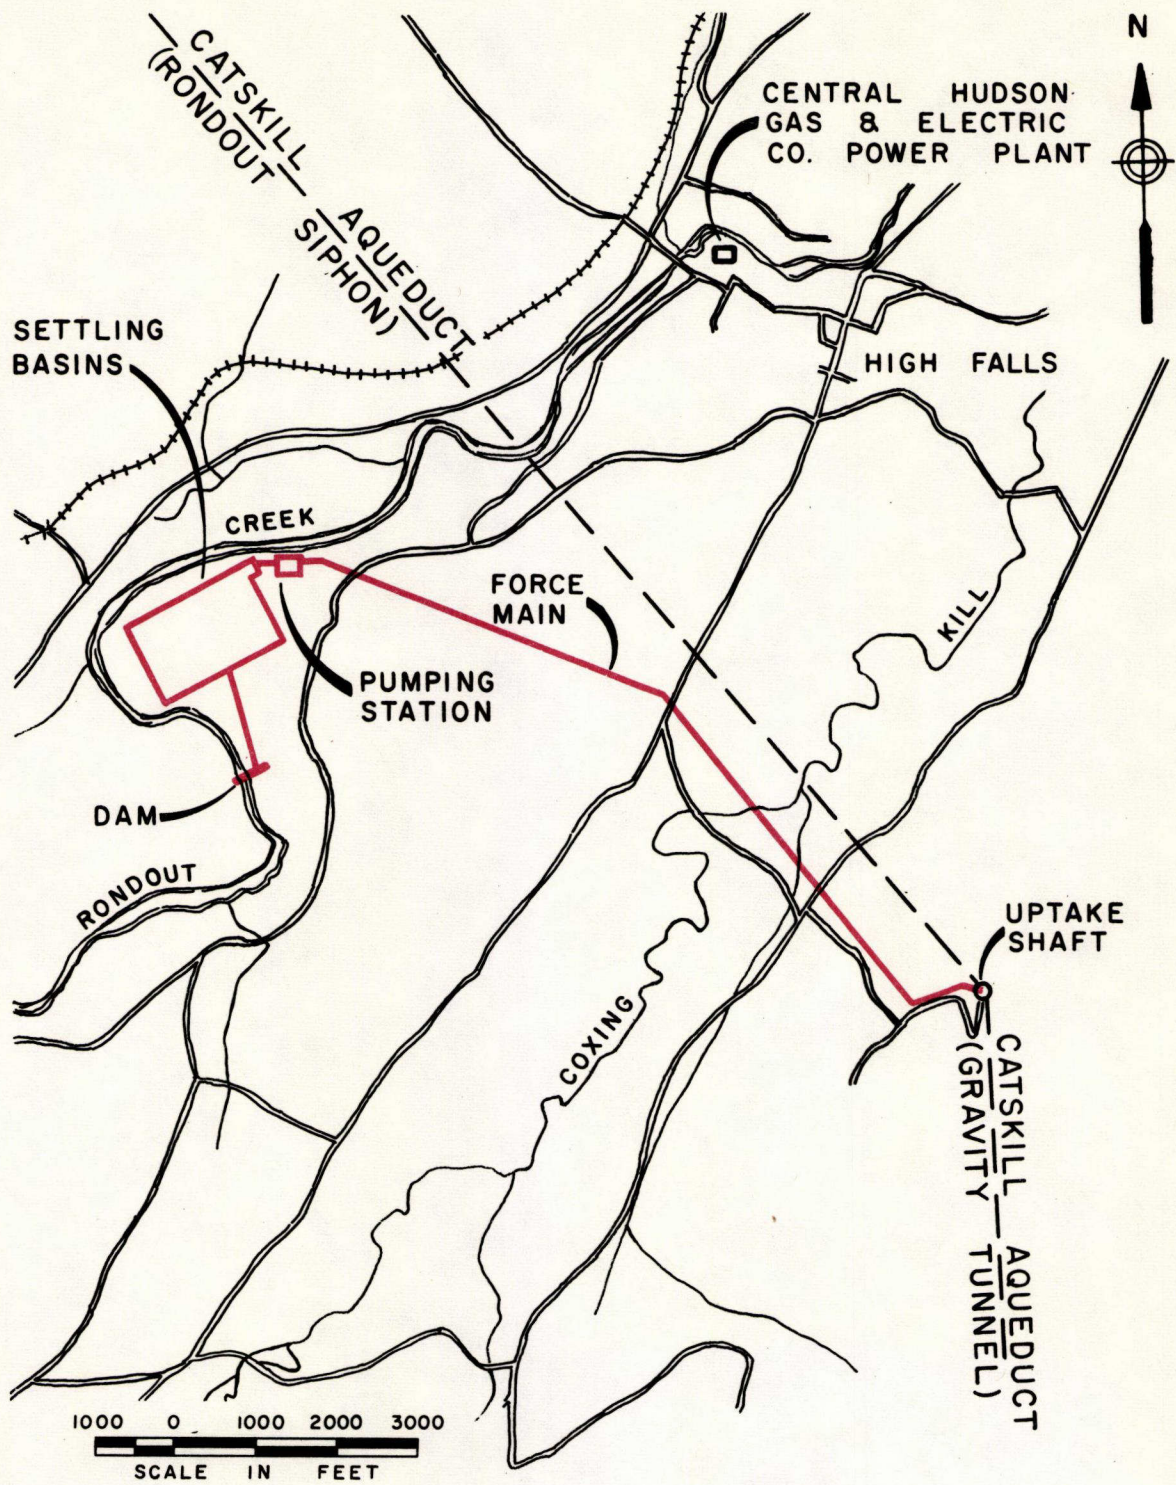 N
CATSKILL AQUEDUCT
(RONDOUT SIPHON)
CENTRAL HUDSON
GAS & ELECTRIC
CO. POWER PLANT
SETTLING
BASINS
HIGH FALLS
CREEK
FORCE
MAIN
KILL
PUMPING
STATION
DAM
RONDOUT
UPTAKE
SHAFT
COXING
CATSKILL AQUEDUCT
(GRAVITY TUNNEL)
1000 0 1000 2000 3000
SCALE IN FEET